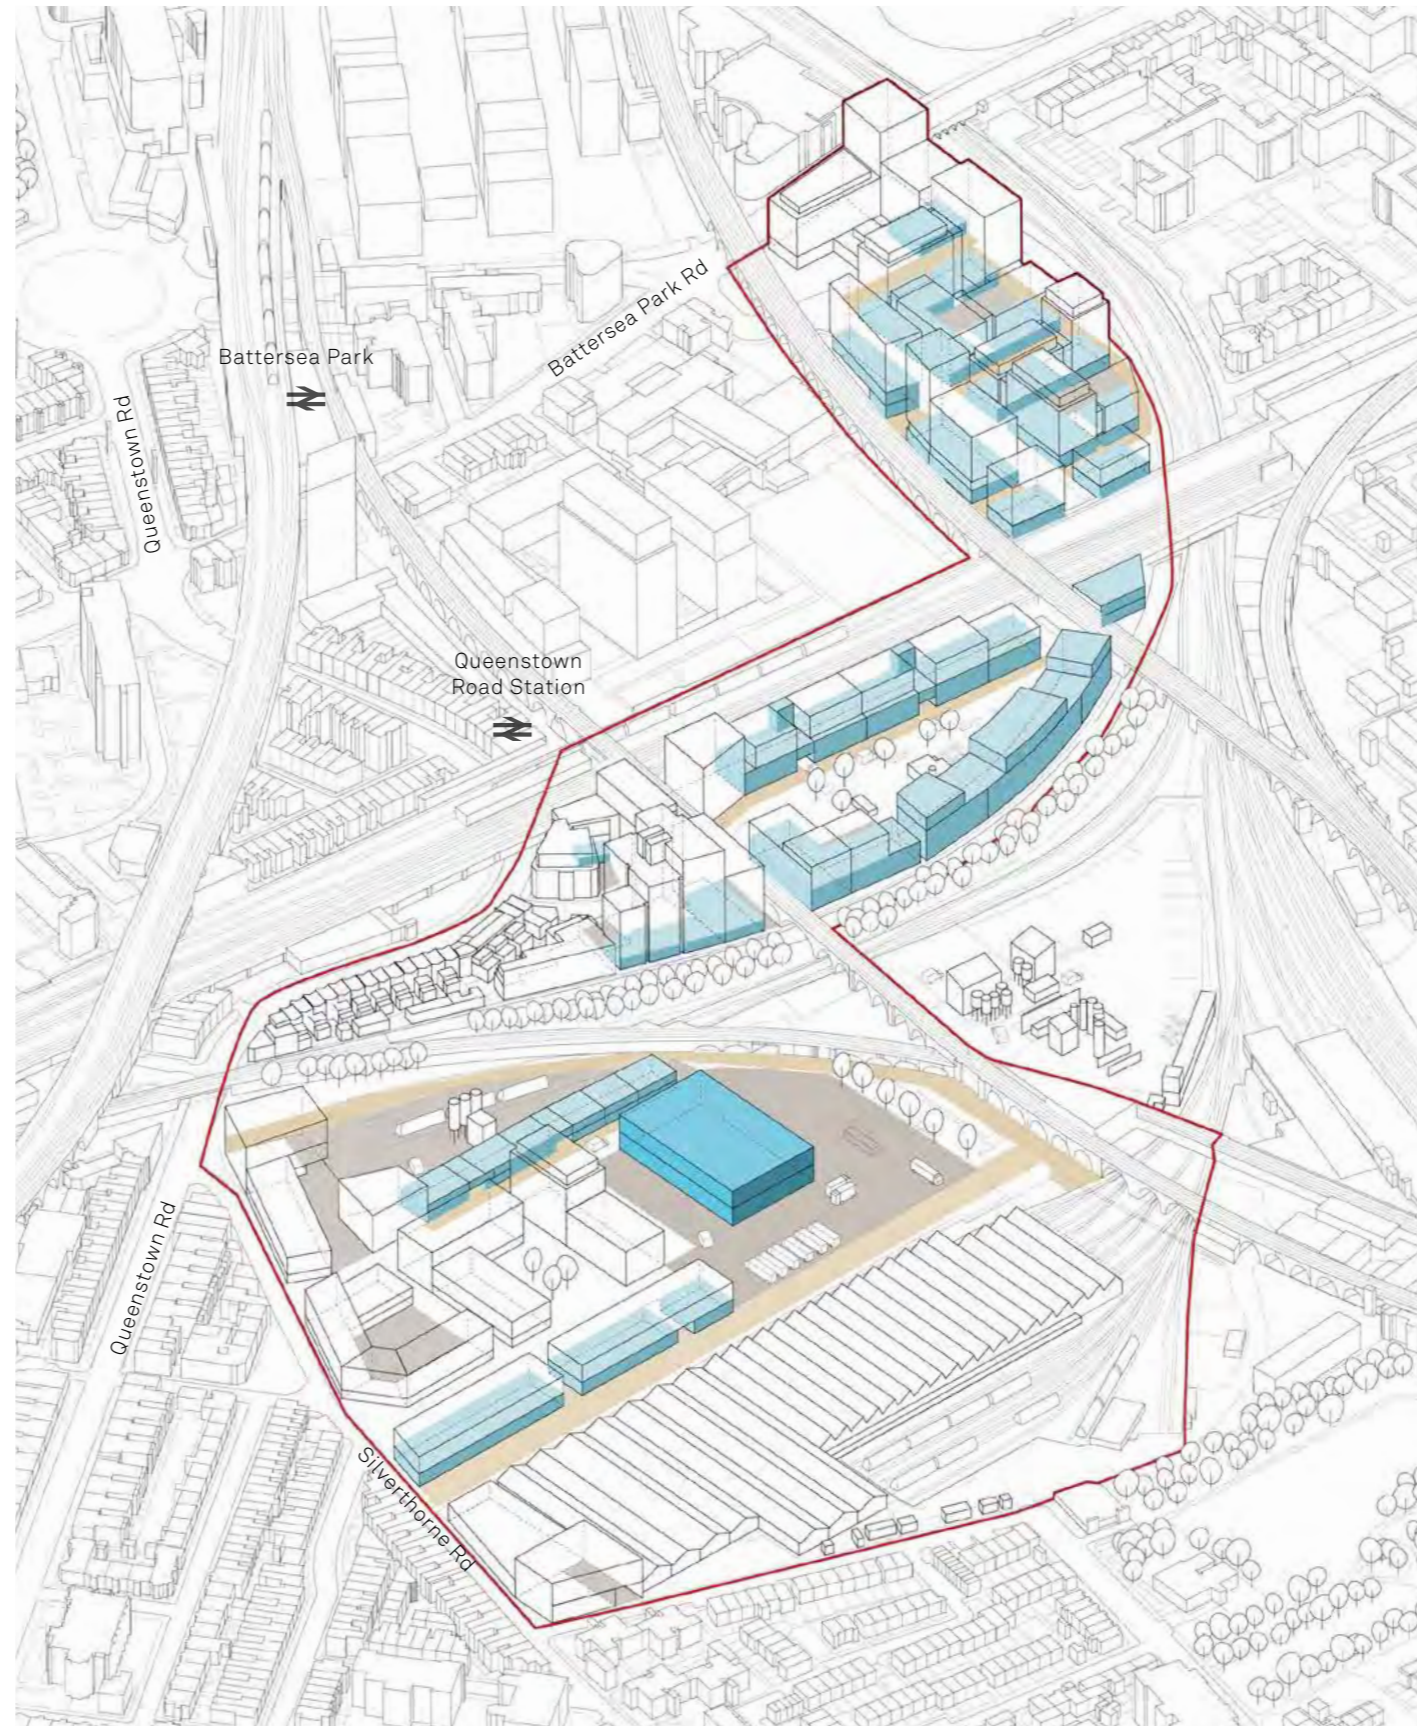 Battersea Park Rd
Battersea Park
Queenstown Rd
Queenstown
Road Station
Queenstown Rd
Silverthorne Rd